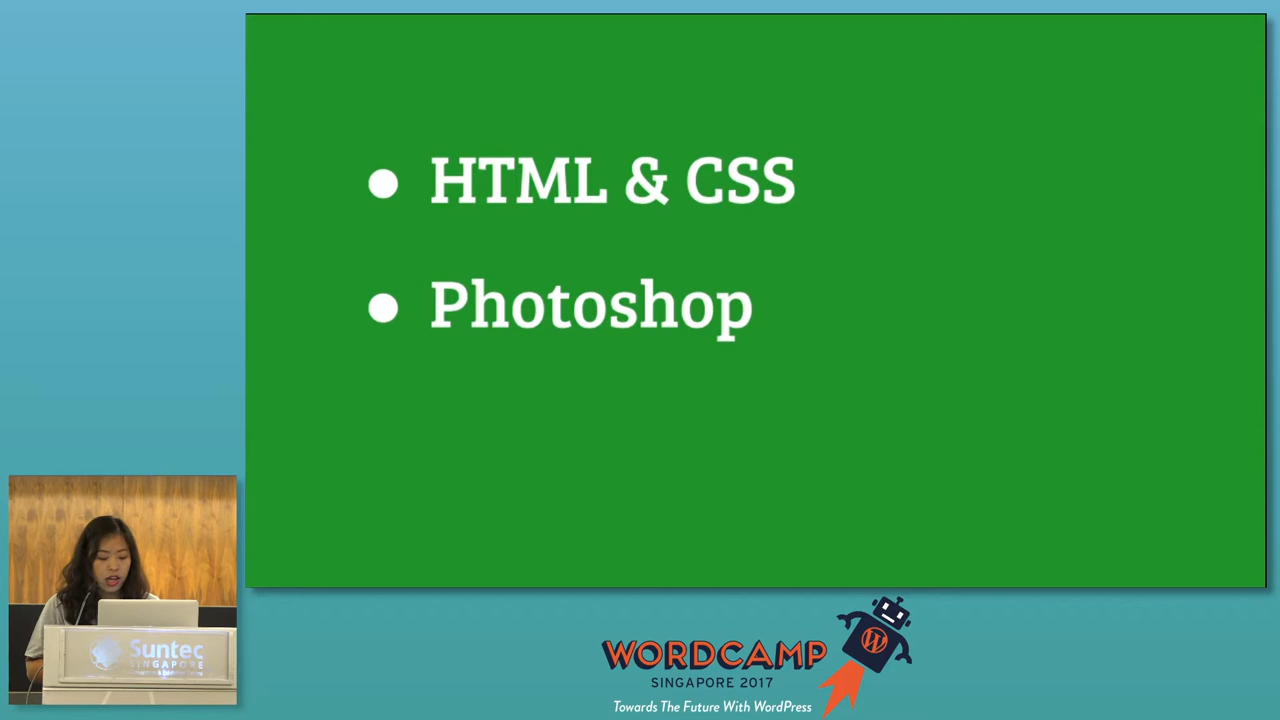 ● HTML & CSS
● Photoshop
Suntec
SINGAPORE
WORDCAMP
SINGAPORE 2017
Towards The Future With WordPress